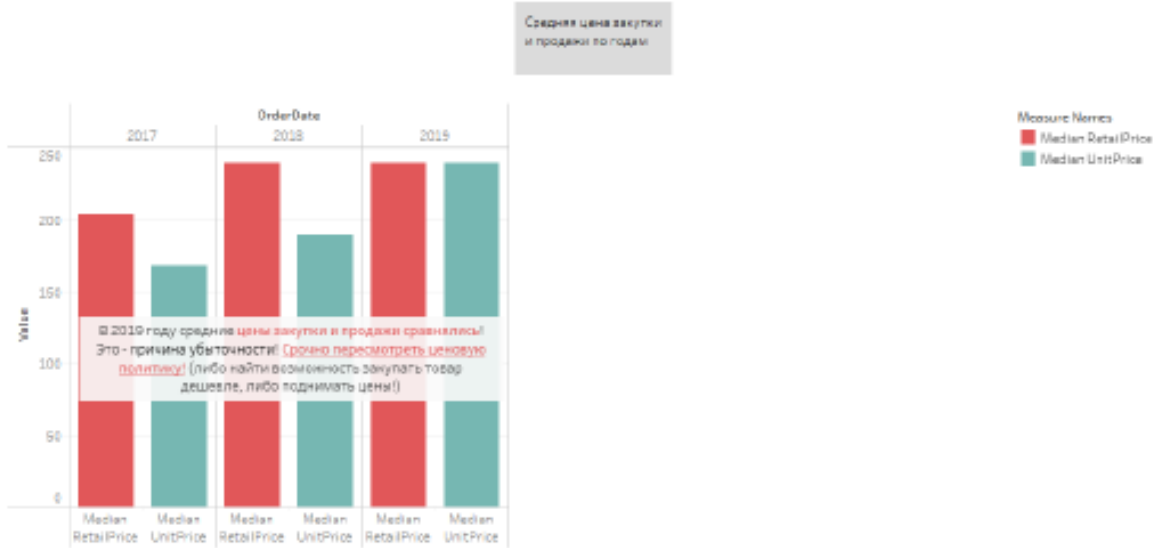 Средняя цена закупки
и продажи по годам
OrderDate
2017 2018 2019
Measure Names
Median RetailPrice
Median UnitPrice
250
200
150
100
50
0
Value
В 2019 году средние цены закупки и продажи сравнялись!
Это - причина убыточности! Срочно пересмотреть ценовую
политику! (либо найти возможность закупать товар
дешевле, либо поднимать цены!)
Median Median Median Median Median Median
RetailPrice UnitPrice RetailPrice UnitPrice RetailPrice UnitPrice